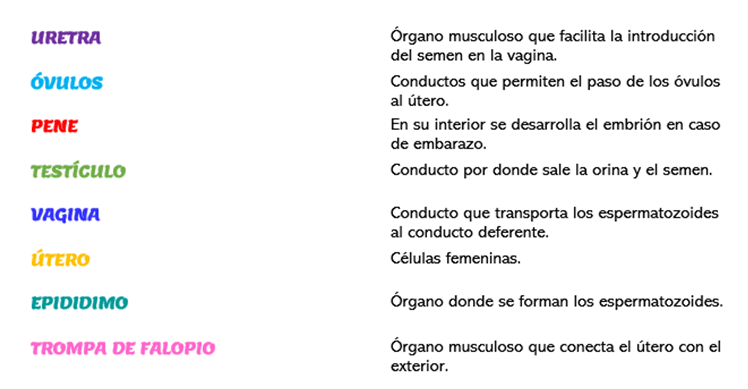 URETRA
Órgano musculoso que facilita la introducción
del semen en la vagina.
ÓVULOS
Conductos que permiten el paso de los óvulos
al útero.
PENE
En su interior se desarrolla el embrión en caso
de embarazo.
TESTÍCULO
Conducto por donde sale la orina y el semen.
VAGINA
Conducto que transporta los espermatozoides
al conducto deferente.
ÚTERO
Células femeninas.
EPIDIDIMO
Órgano donde se forman los espermatozoides.
TROMPA DE FALOPIO
Órgano musculoso que conecta el útero con el
exterior.